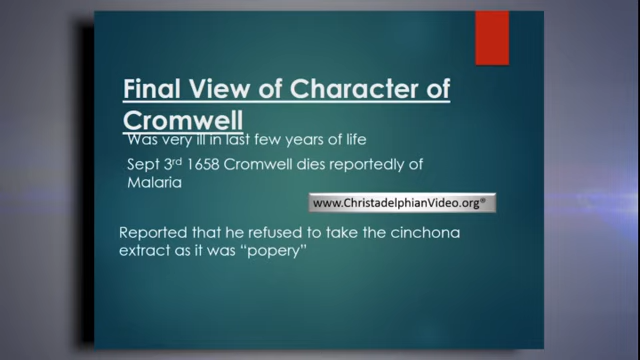 Final View of Character of
Cromwell
Was very ill in last few years of life
Sept 3rd 1658 Cromwell dies reportedly of
Malaria
www.ChristadelphianVideo.org®
Reported that he refused to take the cinchona
extract as it was “popery”